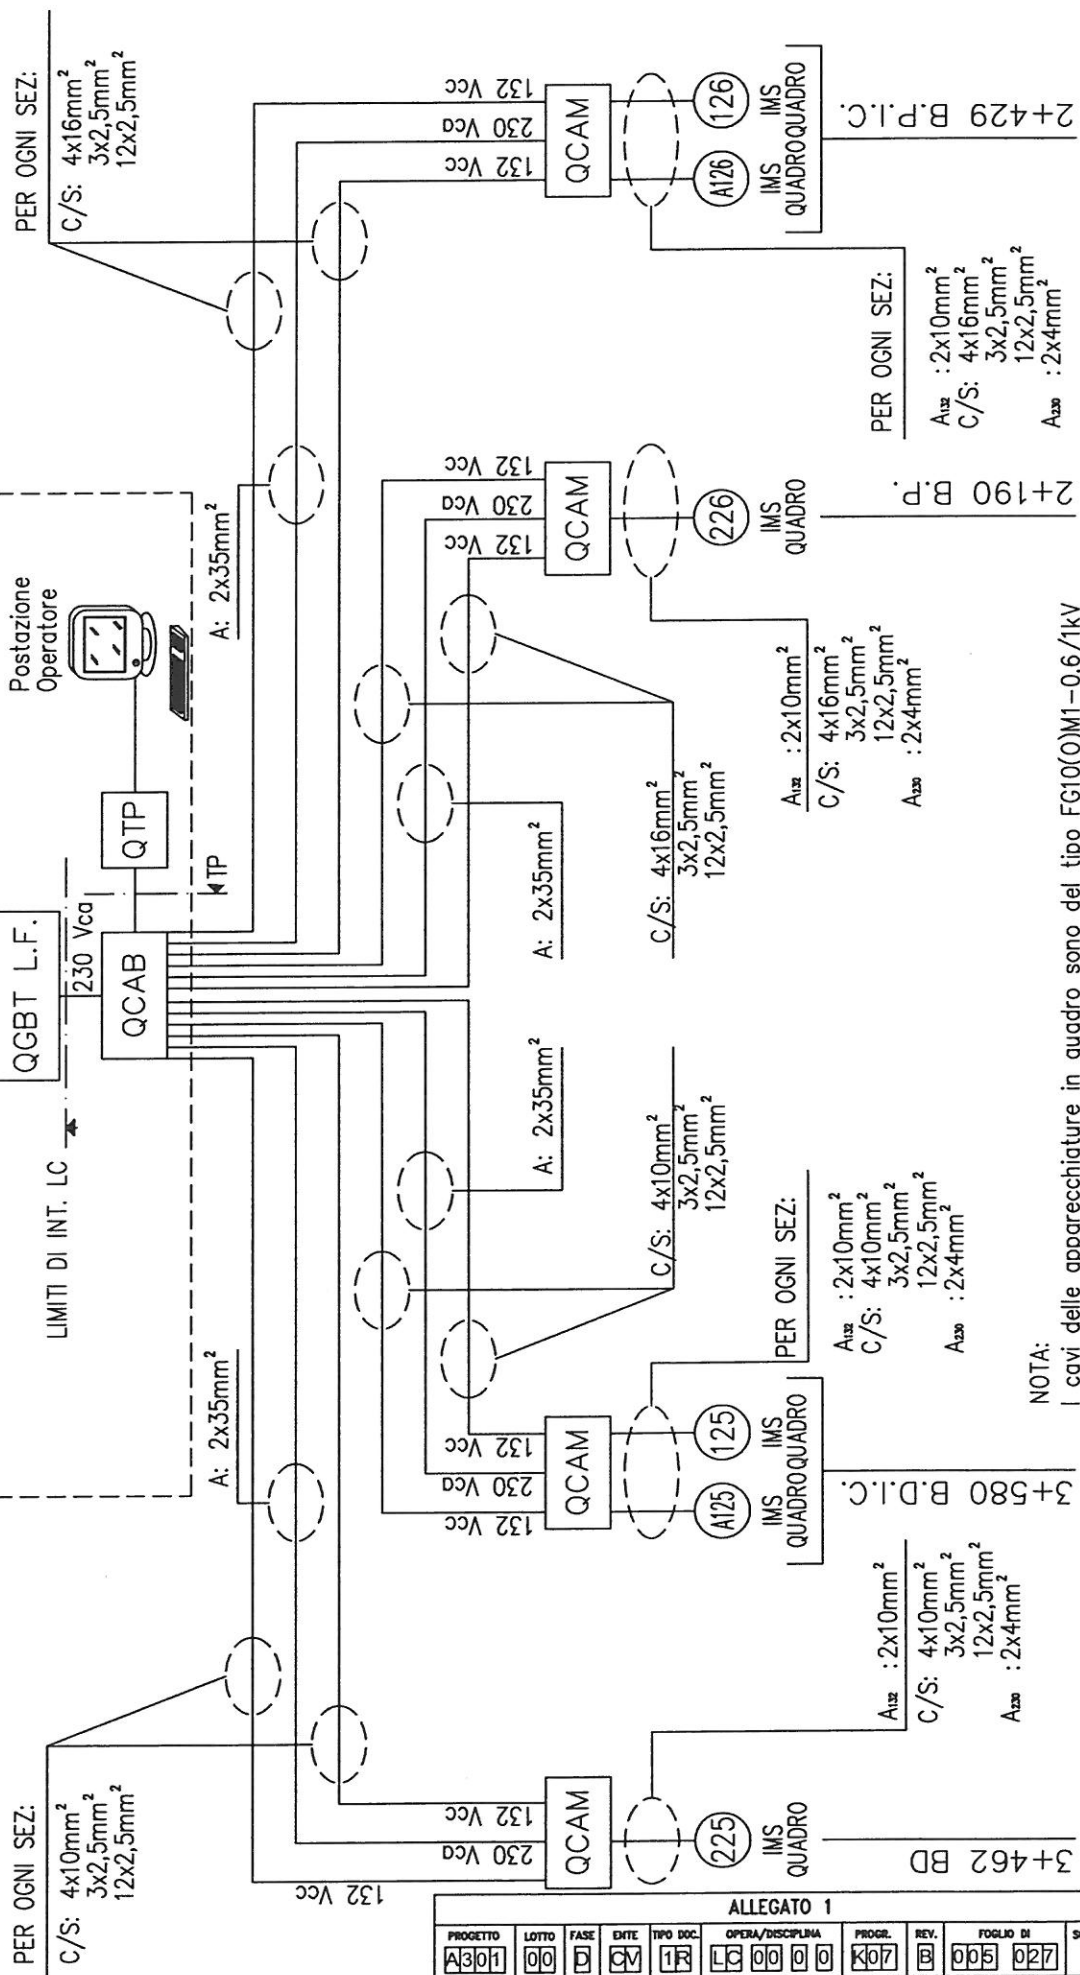 QGBT L.F.
LIMITI DI INT. LC
230 Vca
QCAB
QTP
TP
Postazione
Operatore
PER OGNI SEZ:
C/S: 4x10mm²
3x2,5mm²
12x2,5mm²
A: 2x35mm²
A: 2x35mm²
C/S: 4x10mm²
3x2,5mm²
12x2,5mm²
A: 2x35mm²
C/S: 4x16mm²
3x2,5mm²
12x2,5mm²
A: 2x35mm²
PER OGNI SEZ:
C/S: 4x16mm²
3x2,5mm²
12x2,5mm²
132 Vcc
230 Vca
132 Vcc
QCAM
225
IMS
QUADRO
3+462 BD
A132 :2x10mm²
C/S: 4x10mm²
3x2,5mm²
12x2,5mm²
A230 :2x4mm²
132 Vcc
230 Vca
132 Vcc
QCAM
A125
125
IMS
QUADRO
IMS
QUADRO
3+580 B.D.I.C.
PER OGNI SEZ:
A132 :2x10mm²
C/S: 4x10mm²
3x2,5mm²
12x2,5mm²
A230 :2x4mm²
132 Vcc
230 Vca
132 Vcc
QCAM
226
IMS
QUADRO
2+190 B.P.
A132 :2x10mm²
C/S: 4x16mm²
3x2,5mm²
12x2,5mm²
A230 :2x4mm²
132 Vcc
230 Vca
132 Vcc
QCAM
A126
126
IMS
QUADRO
IMS
QUADRO
2+429 B.P.I.C.
PER OGNI SEZ:
A132 :2x10mm²
C/S: 4x16mm²
3x2,5mm²
12x2,5mm²
A230 :2x4mm²
NOTA:
I cavi delle apparecchiature in quadro sono del tipo FG10(O)M1-0,6/1kV
ALLEGATO 1
PROGETTO LOTTO FASE ENTE TIPO DOC. OPERA/DISCIPLINA PROGR. REV. FOGLIO DI
A301 00 D CV 1R LC 00 0 0 K07 B 005 027